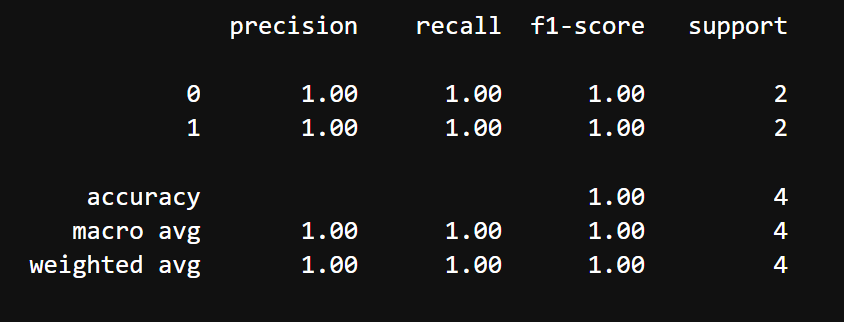 precision recall f1-score support
0 1.00 1.00 1.00 2
1 1.00 1.00 1.00 2
accuracy 1.00 4
macro avg 1.00 1.00 1.00 4
weighted avg 1.00 1.00 1.00 4